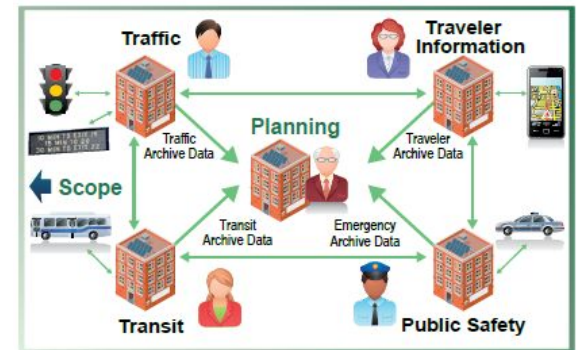 Traffic
Traveler
Information
Planning
Traffic
Archive Data
Traveler
Archive Data
Scope
Transit
Archive Data
Emergency
Archive Data
Transit
Public Safety